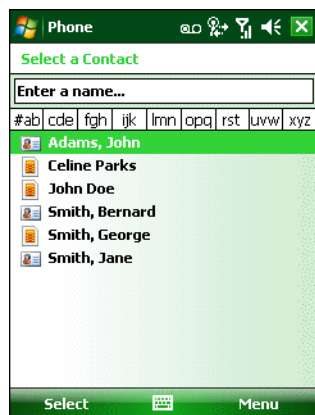 Phone
Select a Contact
Enter a name...
#ab cde fgh ijk lmn opq rst uvw xyz
Adams, John
Celine Parks
John Doe
Smith, Bernard
Smith, George
Smith, Jane
Select Menu